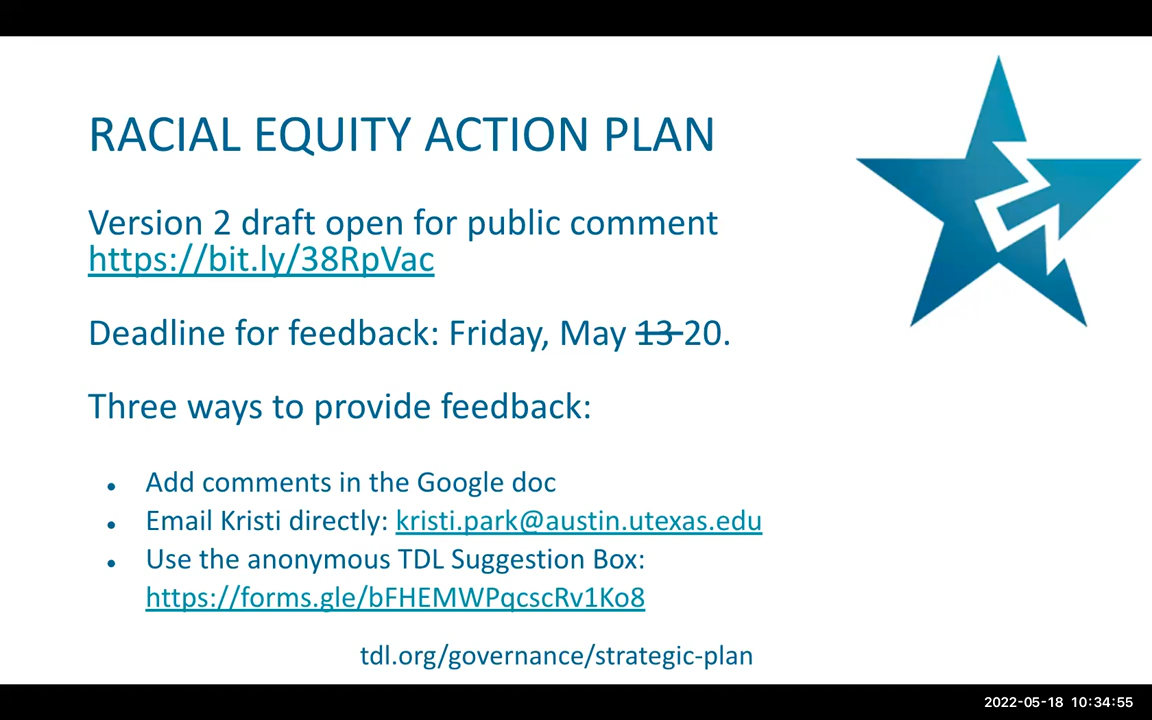 RACIAL EQUITY ACTION PLAN
Version 2 draft open for public comment
https://bit.ly/38RpVac
Deadline for feedback: Friday, May 13 20.
Three ways to provide feedback:
• Add comments in the Google doc
• Email Kristi directly: kristi.park@austin.utexas.edu
• Use the anonymous TDL Suggestion Box:
https://forms.gle/bFHEMWPqcscRv1Ko8
tdl.org/governance/strategic-plan
2022-05-18 10:34:55